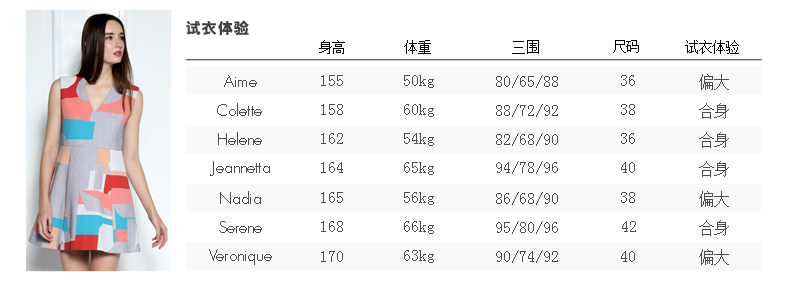 试衣体验
身高 体重 三围 尺码 试衣体验
Aime 155 50kg 80/65/88 36 偏大
Colette 158 60kg 88/72/92 38 合身
Helene 162 54kg 82/68/90 36 合身
Jeannetta 164 65kg 94/78/96 40 合身
Nadia 165 56kg 86/68/90 38 偏大
Serene 168 66kg 95/80/96 42 合身
Veronique 170 63kg 90/74/92 40 偏大